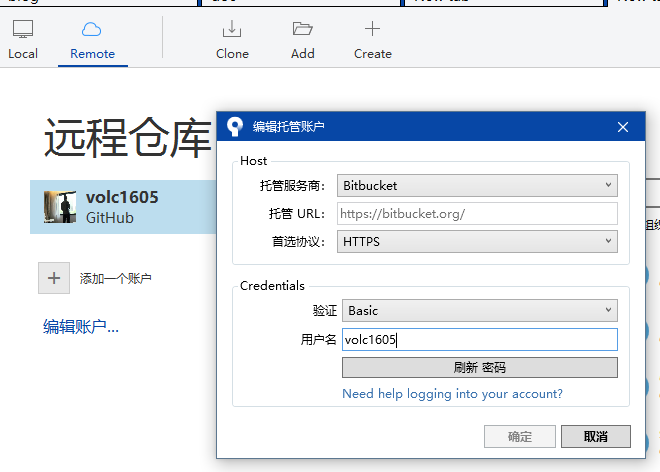 Local
Remote
Clone
Add
Create
远程仓库
volc1605
GitHub
添加一个账户
编辑账户...
编辑托管账户
Host
托管服务商：
Bitbucket
托管 URL：
https://bitbucket.org/
首选协议：
HTTPS
Credentials
验证
Basic
用户名
volc1605
刷新 密码
Need help logging into your account?
确定
取消